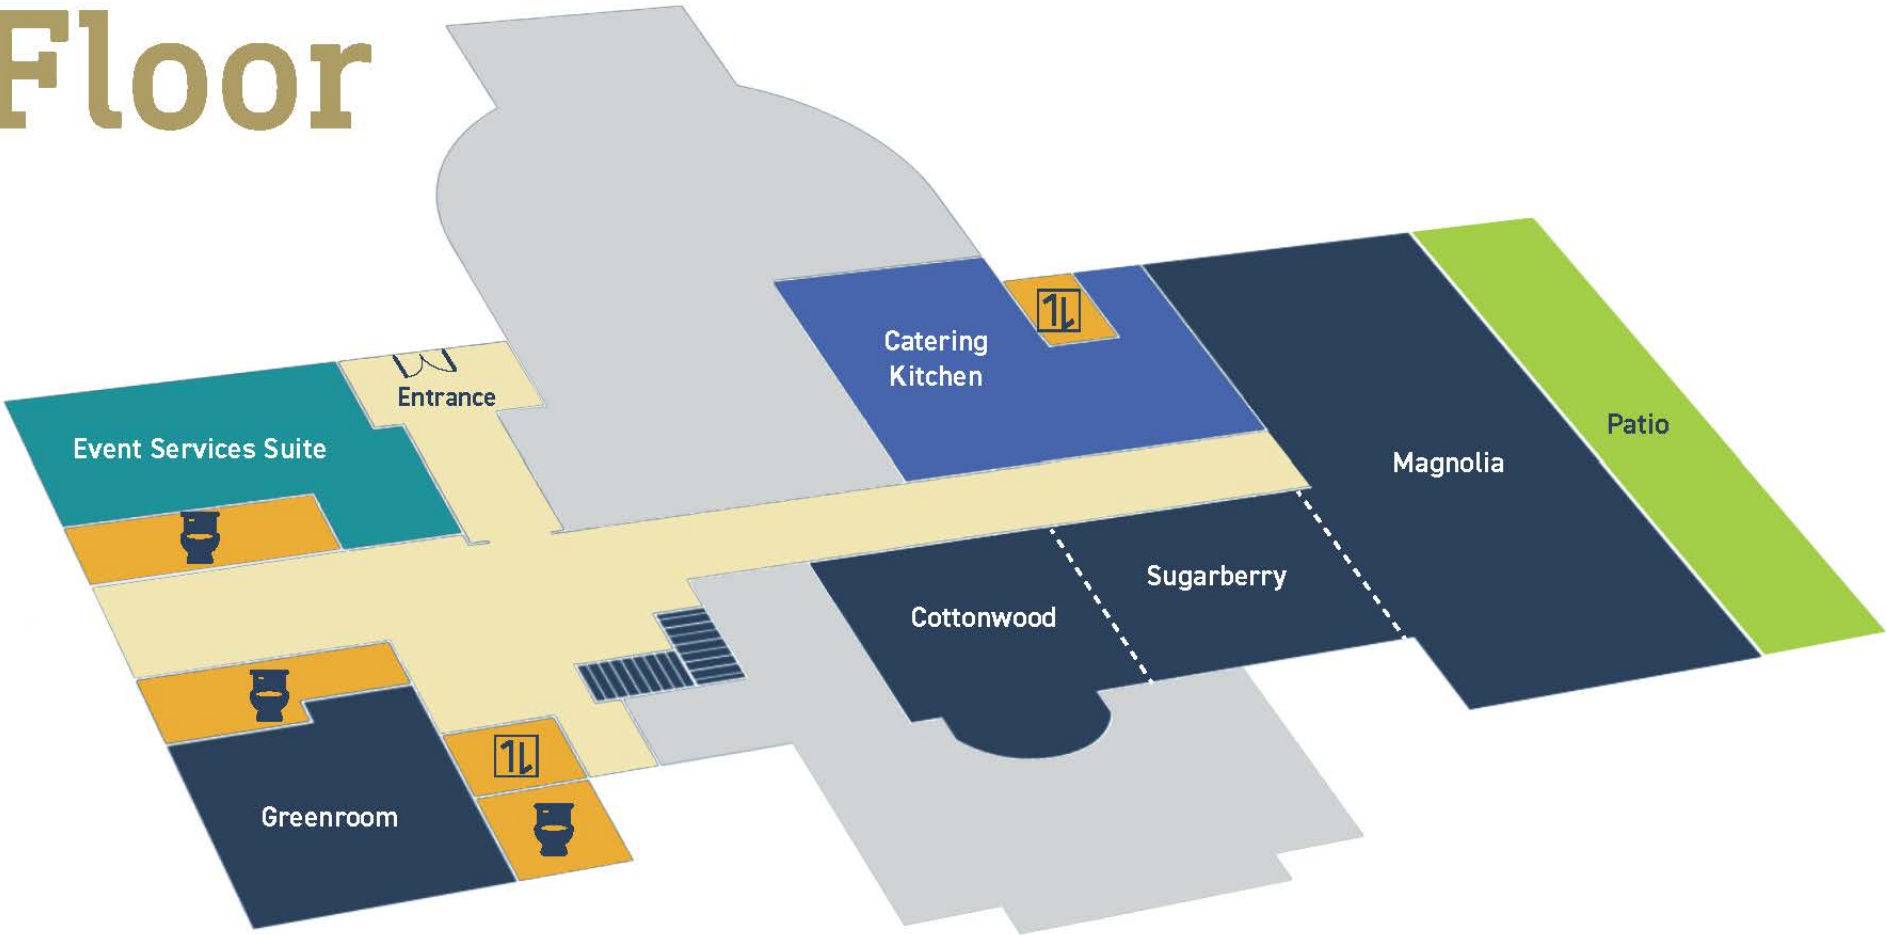 Floor
Catering
Kitchen
Entrance
Event Services Suite
Patio
Magnolia
Sugarberry
Cottonwood
Greenroom